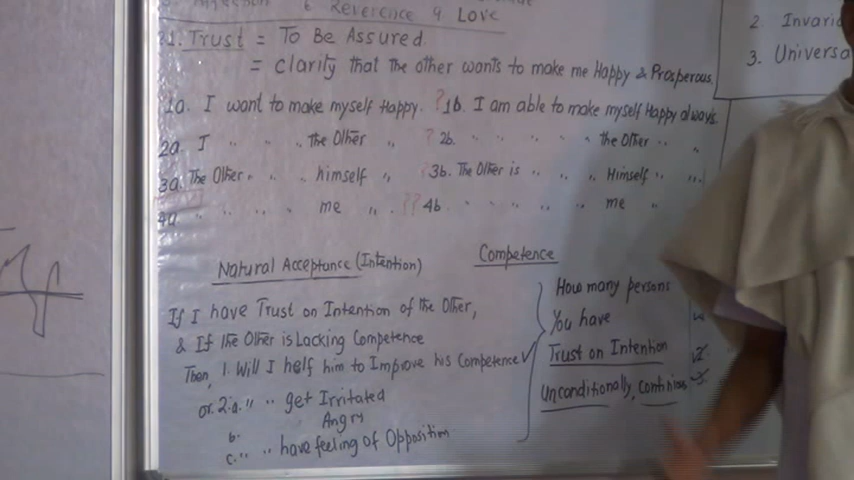 6 Reverence 9 Love
1. Trust = To Be Assured.
= clarity that the other wants to make me Happy & Prosperous.
1a. I want to make myself Happy. ? 1b. I am able to make myself Happy always.
2a. I " " " The Other " ? 2b. " " " " the Other " "
3a. The Other " " " himself " ? 3b. The Other is " " " Himself " "
4a " " " " me " . ?? 4b " " " " " me "
Natural Acceptance (Intention)
Competence
If I have Trust on Intention of the Other,
& If the Other is Lacking Competence
Then, 1. Will I helf him to Improve his Competence ✓
or 2.a. " " get Irritated
b. Angry
c. " " have feeling of Opposition
How many persons
You have
Trust on Intention
Unconditionally, Continious
2. Invaria
3. Universa